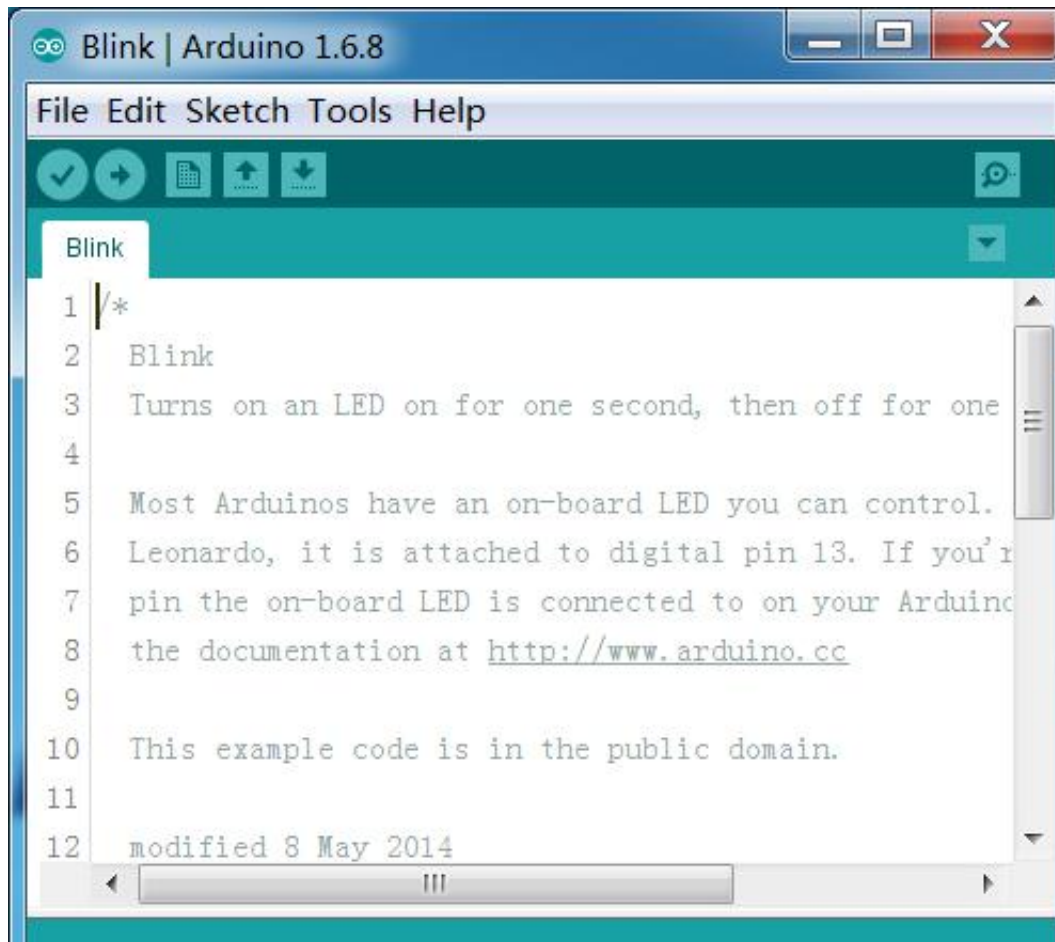 Blink | Arduino 1.6.8
File Edit Sketch Tools Help
Blink
1 /*
2 Blink
3 Turns on an LED on for one second, then off for one
4
5 Most Arduinos have an on-board LED you can control.
6 Leonardo, it is attached to digital pin 13. If you'r
7 pin the on-board LED is connected to on your Arduino
8 the documentation at http://www.arduino.cc
9
10 This example code is in the public domain.
11
12 modified 8 May 2014